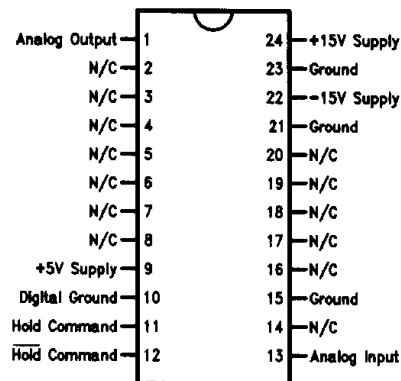 Analog Output 1 24 +15V Supply
N/C 2 23 Ground
N/C 3 22 -15V Supply
N/C 4 21 Ground
N/C 5 20 N/C
N/C 6 19 N/C
N/C 7 18 N/C
N/C 8 17 N/C
+5V Supply 9 16 N/C
Digital Ground 10 15 Ground
Hold Command 11 14 N/C
H̅o̅l̅d̅ Command 12 13 Analog Input